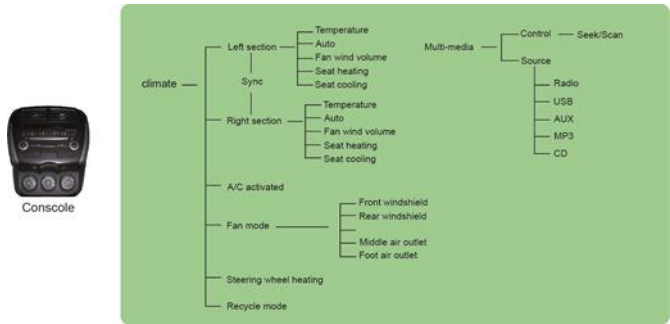 Temperature
Auto
Left section
Fan wind volume
Seat heating
Seat cooling
climate
Sync
Temperature
Auto
Right section
Fan wind volume
Seat heating
Seat cooling
A/C activated
Front windshield
Rear windshield
Fan mode
Middle air outlet
Foot air outlet
Steering wheel heating
Recycle mode
Multi-media
Control
Seek/Scan
Source
Radio
USB
AUX
MP3
CD
Conscole